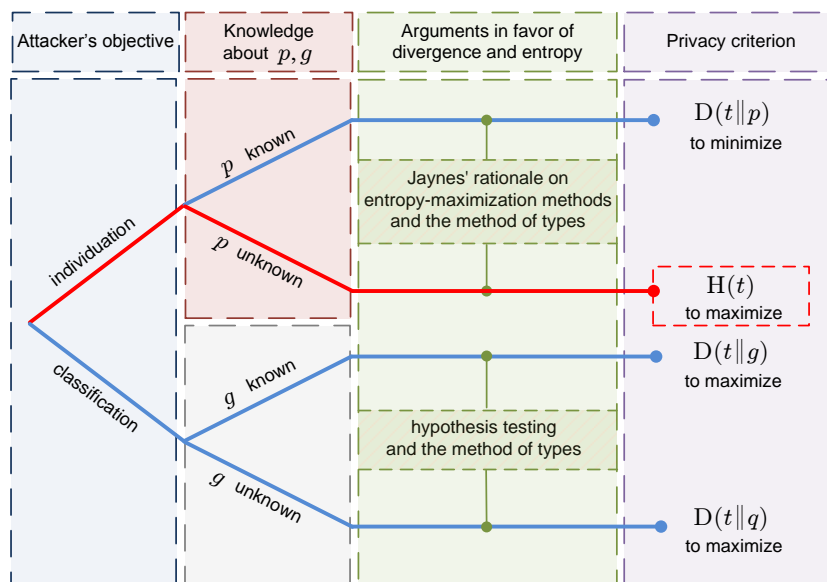 Attacker's objective
Knowledge
about p, g
Arguments in favor of
divergence and entropy
Privacy criterion
individuation
classification
p known
p unknown
g known
g unknown
Jaynes' rationale on
entropy-maximization methods
and the method of types
hypothesis testing
and the method of types
D(t‖p)
to minimize
H(t)
to maximize
D(t‖g)
to maximize
D(t‖q)
to maximize